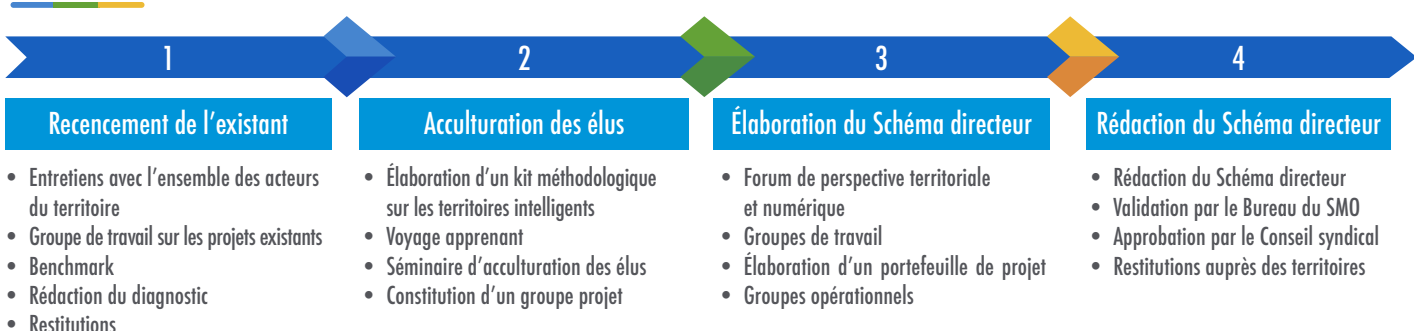 1
2
3
4
Recencement de l'existant
• Entretiens avec l'ensemble des acteurs
du territoire
• Groupe de travail sur les projets existants
• Benchmark
• Rédaction du diagnostic
• Restitutions
Acculturation des élus
• Élaboration d'un kit méthodologique
sur les territoires intelligents
• Voyage apprenant
• Séminaire d'acculturation des élus
• Constitution d'un groupe projet
Élaboration du Schéma directeur
• Forum de perspective territoriale
et numérique
• Groupes de travail
• Élaboration d'un portefeuille de projet
• Groupes opérationnels
Rédaction du Schéma directeur
• Rédaction du Schéma directeur
• Validation par le Bureau du SMO
• Approbation par le Conseil syndical
• Restitutions auprès des territoires